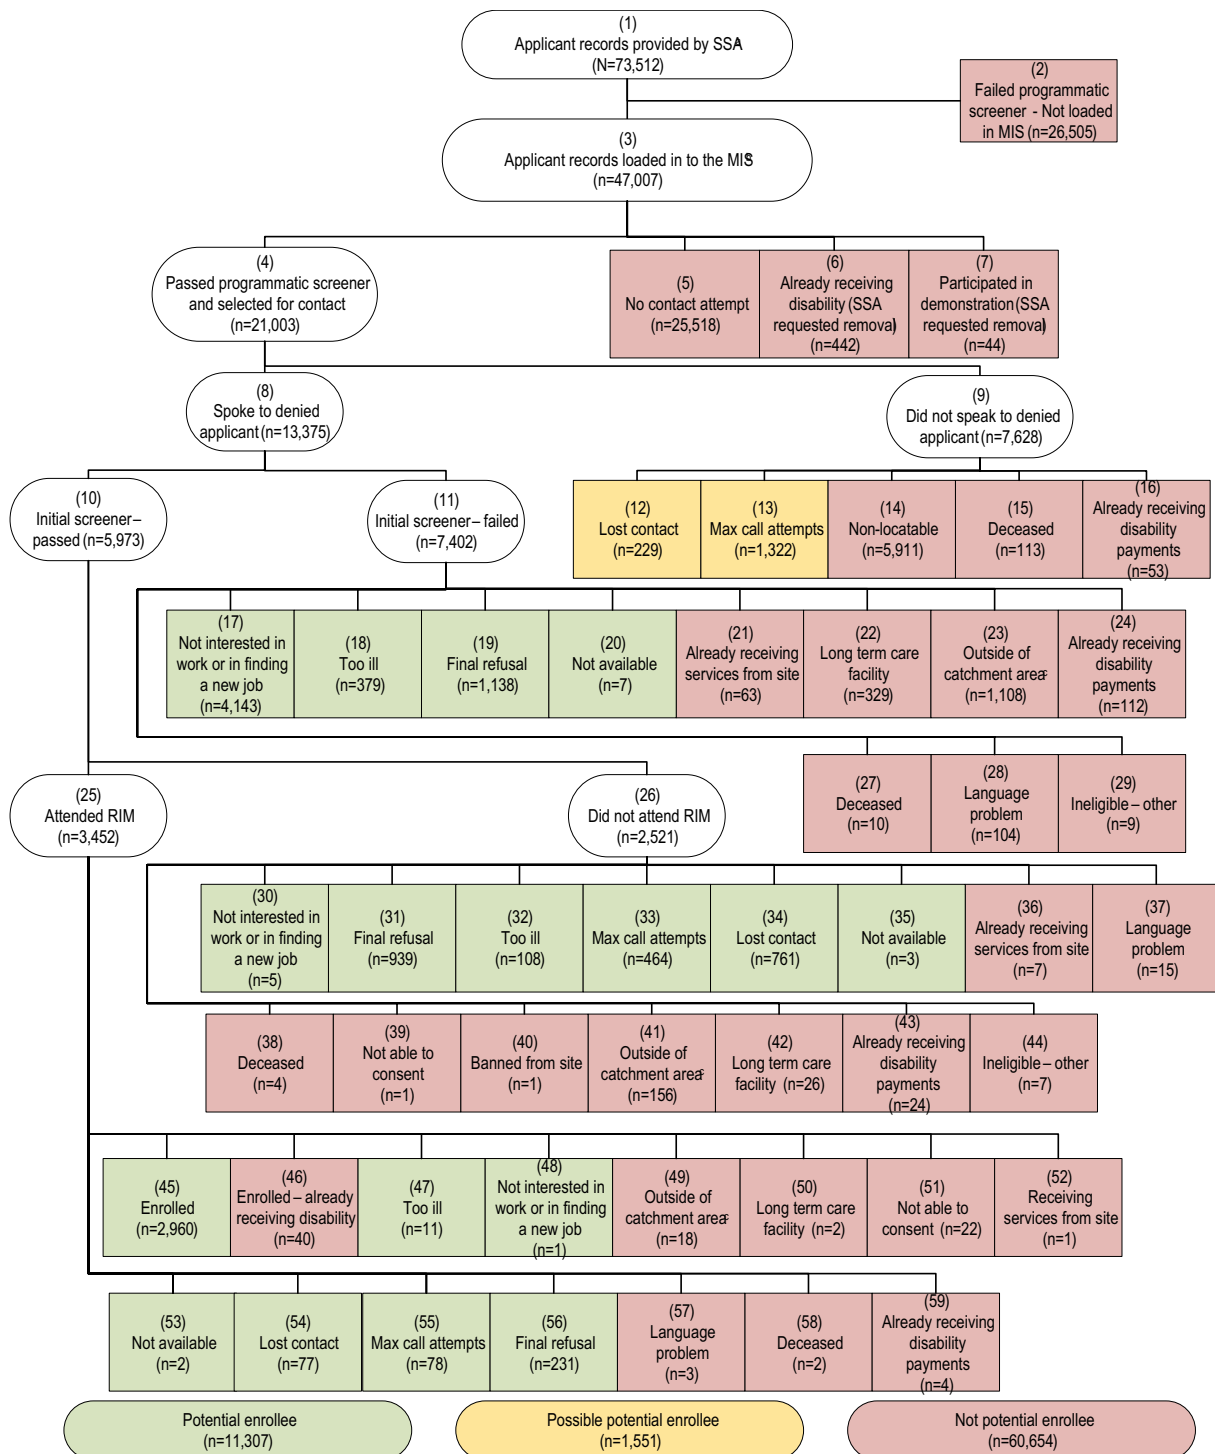 (1)
Applicant records provided by SSA
(N=73,512)
(2)
Failed programmatic
screener - Not loaded
in MIS (n=26,505)
(3)
Applicant records loaded in to the MIS
(n=47,007)
(4)
Passed programmatic screener
and selected for contact
(n=21,003)
(5)
No contact attempt
(n=25,518)
(6)
Already receiving
disability (SSA
requested removal)
(n=442)
(7)
Participated in
demonstration (SSA
requested removal)
(n=44)
(8)
Spoke to denied
applicant (n=13,375)
(9)
Did not speak to denied
applicant (n=7,628)
(10)
Initial screener–
passed (n=5,973)
(11)
Initial screener– failed
(n=7,402)
(12)
Lost contact
(n=229)
(13)
Max call attempts
(n=1,322)
(14)
Non-locatable
(n=5,911)
(15)
Deceased
(n=113)
(16)
Already receiving
disability
payments
(n=53)
(17)
Not interested in
work or in finding
a new job
(n=4,143)
(18)
Too ill
(n=379)
(19)
Final refusal
(n=1,138)
(20)
Not available
(n=7)
(21)
Already receiving
services from site
(n=63)
(22)
Long term care
facility
(n=329)
(23)
Outside of
catchment area
(n=1,108)
(24)
Already receiving
disability
payments
(n=112)
(27)
Deceased
(n=10)
(28)
Language
problem
(n=104)
(29)
Ineligible – other
(n=9)
(25)
Attended RIM
(n=3,452)
(26)
Did not attend RIM
(n=2,521)
(30)
Not interested in
work or in finding
a new job
(n=5)
(31)
Final refusal
(n=939)
(32)
Too ill
(n=108)
(33)
Max call attempts
(n=464)
(34)
Lost contact
(n=761)
(35)
Not available
(n=3)
(36)
Already receiving
services from site
(n=7)
(37)
Language
problem
(n=15)
(38)
Deceased
(n=4)
(39)
Not able to
consent
(n=1)
(40)
Banned from site
(n=1)
(41)
Outside of
catchment area
(n=156)
(42)
Long term care
facility (n=26)
(43)
Already receiving
disability
payments
(n=24)
(44)
Ineligible – other
(n=7)
(45)
Enrolled
(n=2,960)
(46)
Enrolled – already
receiving disability
(n=40)
(47)
Too ill
(n=11)
(48)
Not interested in
work or in finding
a new job
(n=1)
(49)
Outside of
catchment area
(n=18)
(50)
Long term care
facility (n=2)
(51)
Not able to
consent (n=22)
(52)
Receiving
services from site
(n=1)
(53)
Not available
(n=2)
(54)
Lost contact
(n=77)
(55)
Max call attempts
(n=78)
(56)
Final refusal
(n=231)
(57)
Language
problem
(n=3)
(58)
Deceased
(n=2)
(59)
Already receiving
disability
payments
(n=4)
Potential enrollee
(n=11,307)
Possible potential enrollee
(n=1,551)
Not potential enrollee
(n=60,654)